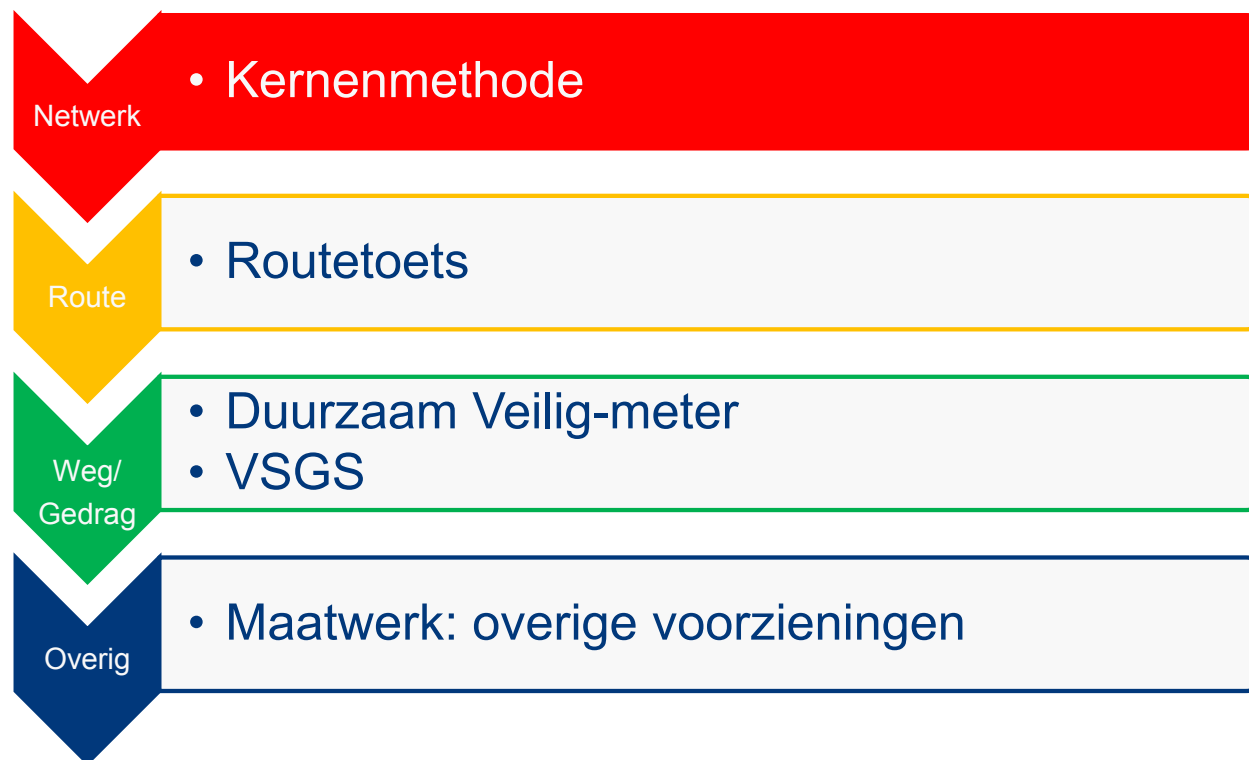 Netwerk
• Kernenmethode
Route
• Routetoets
Weg/
Gedrag
• Duurzaam Veilig-meter
• VSGS
Overig
• Maatwerk: overige voorzieningen